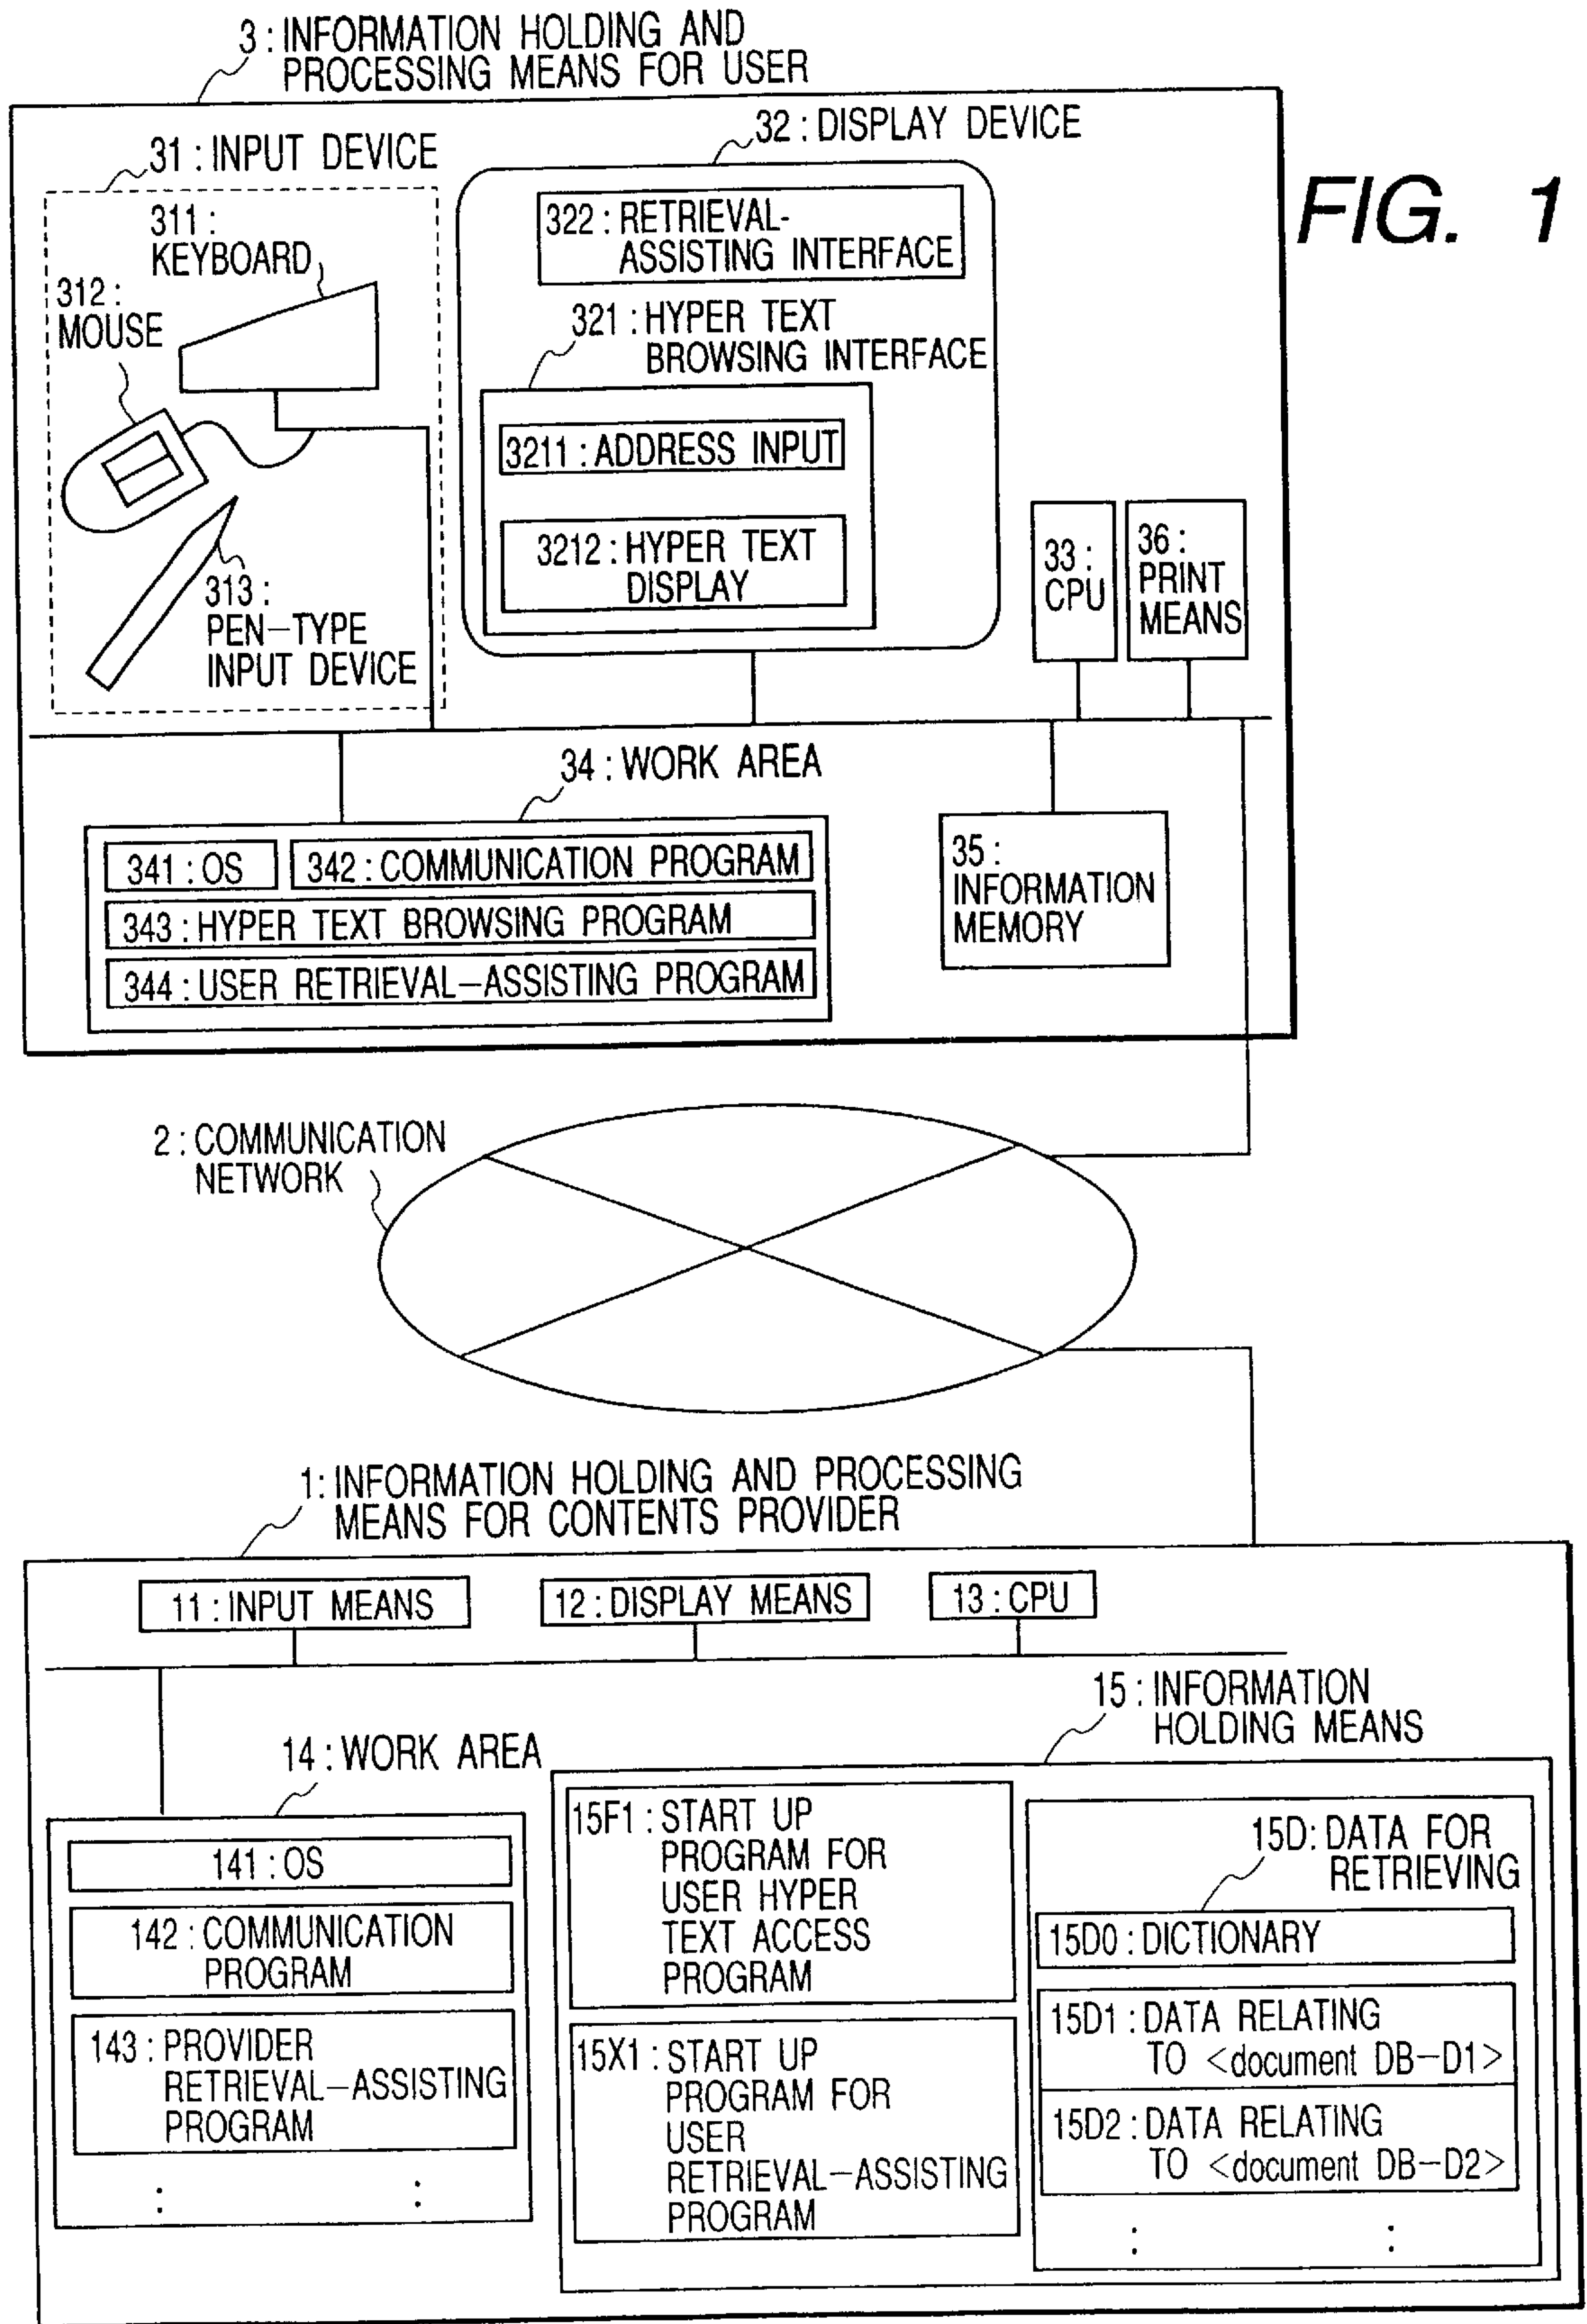 3 : INFORMATION HOLDING AND
PROCESSING MEANS FOR USER
FIG. 1
31 : INPUT DEVICE
311 :
KEYBOARD
312 :
MOUSE
313 :
PEN-TYPE
INPUT DEVICE
32 : DISPLAY DEVICE
322 : RETRIEVAL-
ASSISTING INTERFACE
321 : HYPER TEXT
BROWSING INTERFACE
3211 : ADDRESS INPUT
3212 : HYPER TEXT
DISPLAY
33 :
CPU
36 :
PRINT
MEANS
34 : WORK AREA
341 : OS
342 : COMMUNICATION PROGRAM
343 : HYPER TEXT BROWSING PROGRAM
344 : USER RETRIEVAL-ASSISTING PROGRAM
35 :
INFORMATION
MEMORY
2 : COMMUNICATION
NETWORK
1 : INFORMATION HOLDING AND PROCESSING
MEANS FOR CONTENTS PROVIDER
11 : INPUT MEANS
12 : DISPLAY MEANS
13 : CPU
14 : WORK AREA
141 : OS
142 : COMMUNICATION
PROGRAM
143 : PROVIDER
RETRIEVAL-ASSISTING
PROGRAM
: :
15 : INFORMATION
HOLDING MEANS
15F1 : START UP
PROGRAM FOR
USER HYPER
TEXT ACCESS
PROGRAM
15X1 : START UP
PROGRAM FOR
USER
RETRIEVAL-ASSISTING
PROGRAM
15D : DATA FOR
RETRIEVING
15D0 : DICTIONARY
15D1 : DATA RELATING
TO <document DB-D1>
15D2 : DATA RELATING
TO <document DB-D2>
: :